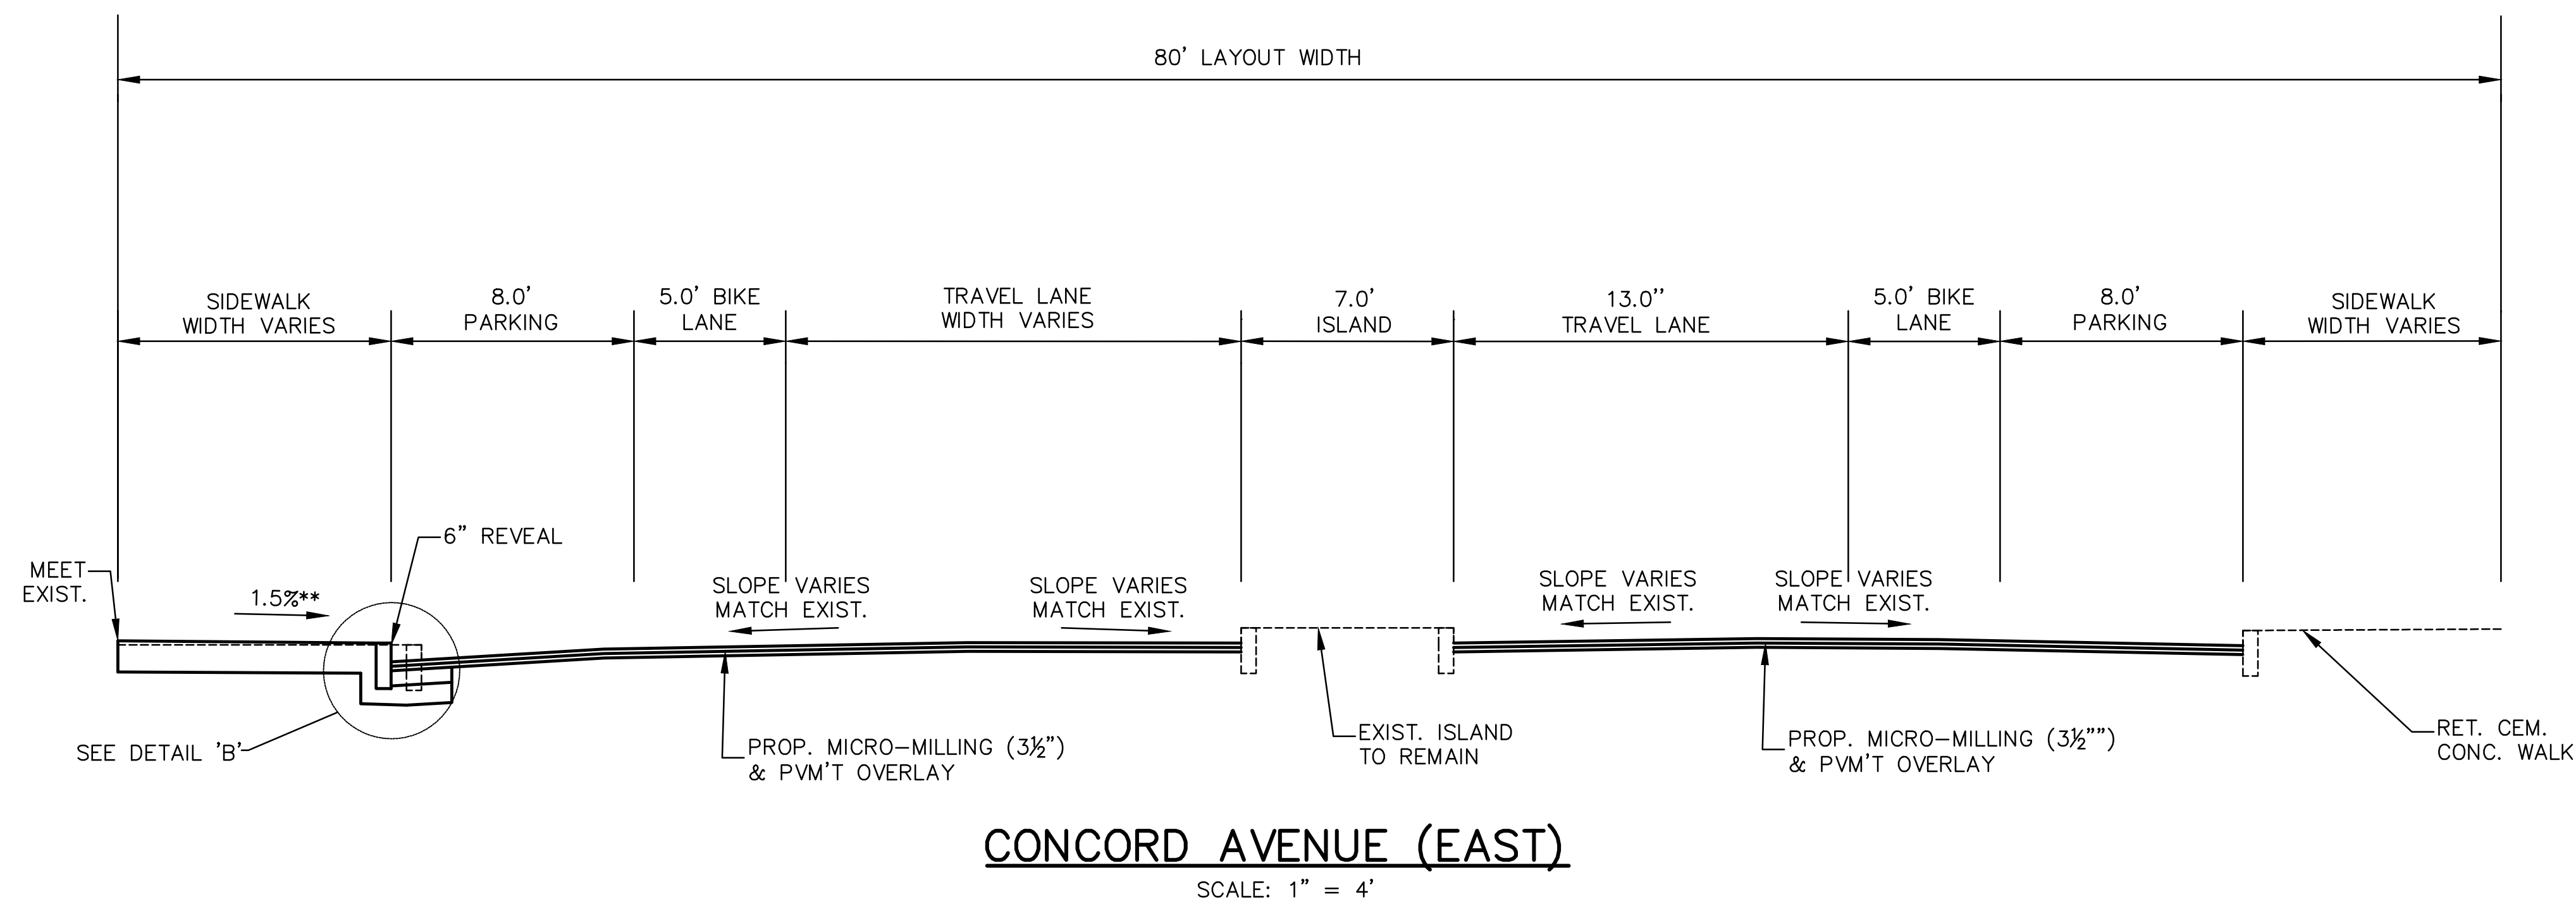 80' LAYOUT WIDTH
SIDEWALK
WIDTH VARIES
8.0'
PARKING
5.0' BIKE
LANE
TRAVEL LANE
WIDTH VARIES
7.0'
ISLAND
13.0''
TRAVEL LANE
5.0' BIKE
LANE
8.0'
PARKING
SIDEWALK
WIDTH VARIES
6" REVEAL
MEET
EXIST.
1.5%**
SLOPE VARIES
MATCH EXIST.
SLOPE VARIES
MATCH EXIST.
SLOPE VARIES
MATCH EXIST.
SLOPE VARIES
MATCH EXIST.
SEE DETAIL 'B'
PROP. MICRO-MILLING (3½")
& PVM'T OVERLAY
EXIST. ISLAND
TO REMAIN
PROP. MICRO-MILLING (3½"")
& PVM'T OVERLAY
RET. CEM.
CONC. WALK
CONCORD AVENUE (EAST)
SCALE: 1" = 4'